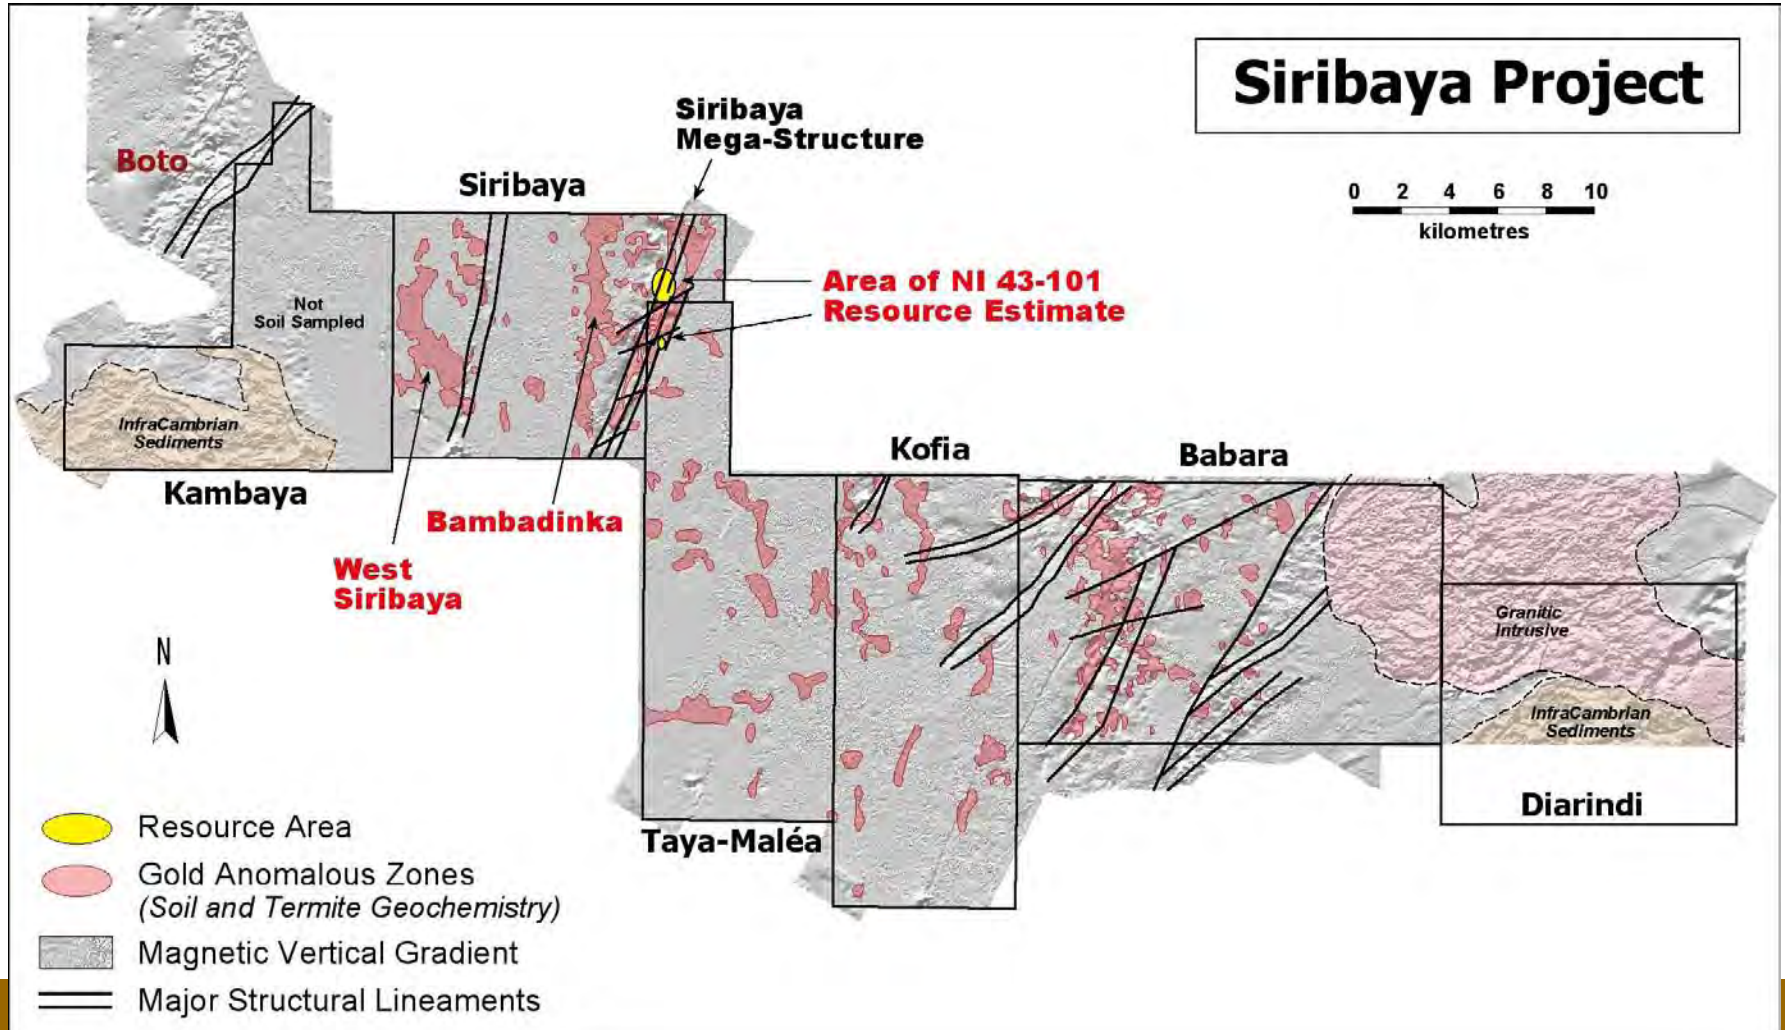 Siribaya Project
0 2 4 6 8 10
kilometres
Siribaya
Mega-Structure
Boto
Siribaya
Area of NI 43-101
Resource Estimate
Not
Soil Sampled
InfraCambrian
Sediments
Kambaya
Bambadinka
West
Siribaya
Kofia
Babara
Granitic
Intrusive
InfraCambrian
Sediments
Diarindi
Taya-Maléa
N
Resource Area
Gold Anomalous Zones
(Soil and Termite Geochemistry)
Magnetic Vertical Gradient
Major Structural Lineaments